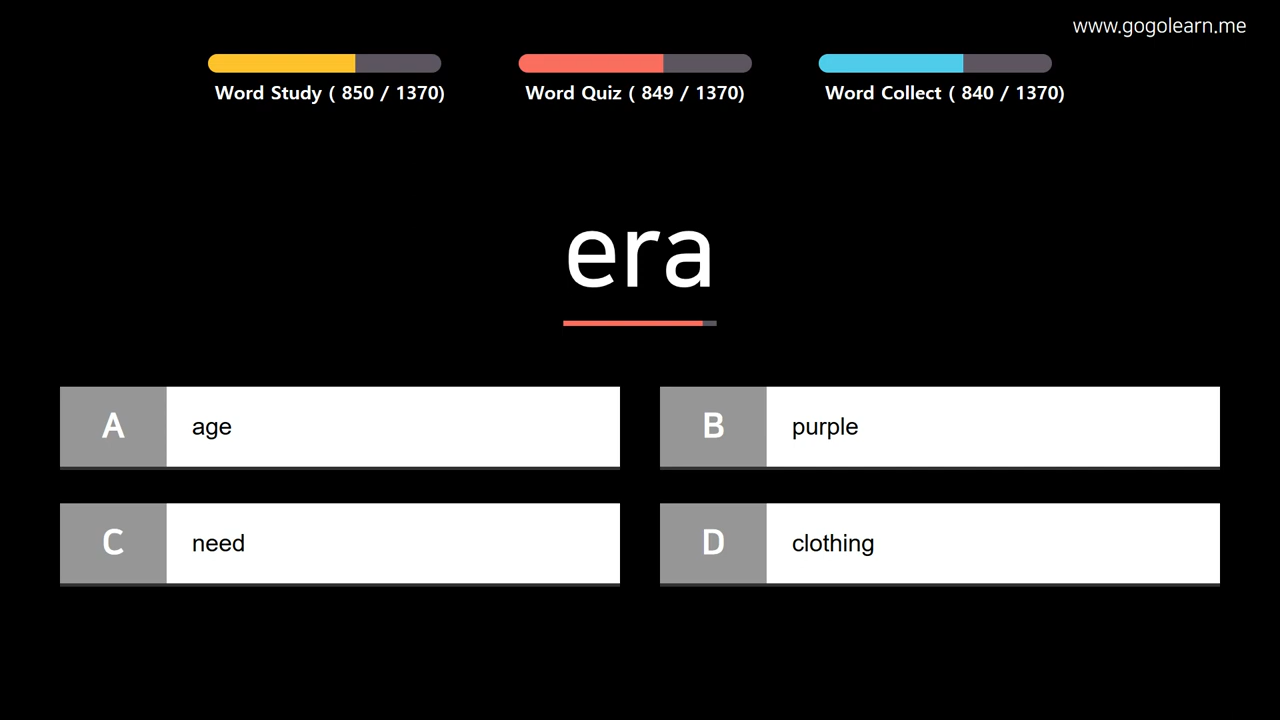 www.gogolearn.me
Word Study ( 850 / 1370)
Word Quiz ( 849 / 1370)
Word Collect ( 840 / 1370)
era
A age
B purple
C need
D clothing